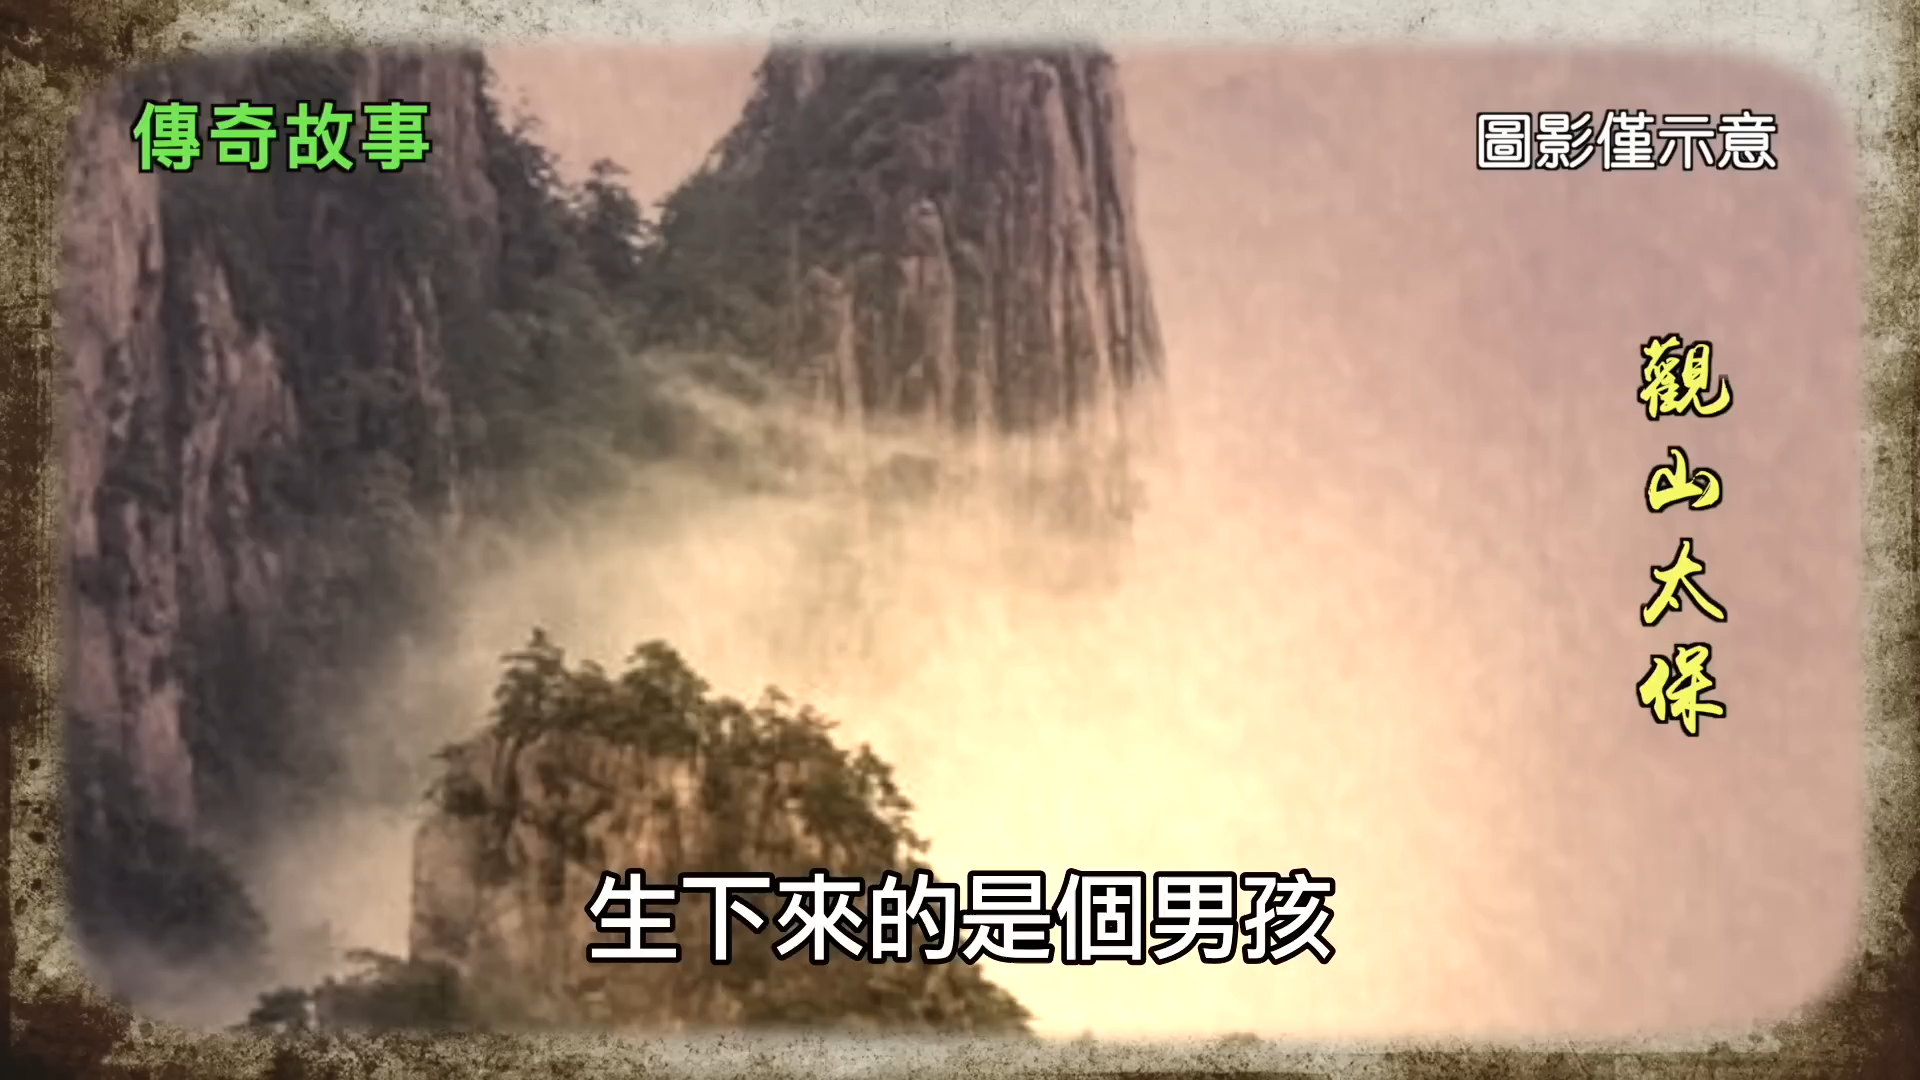 傳奇故事
圖影僅示意
觀山太保
生下來的是個男孩